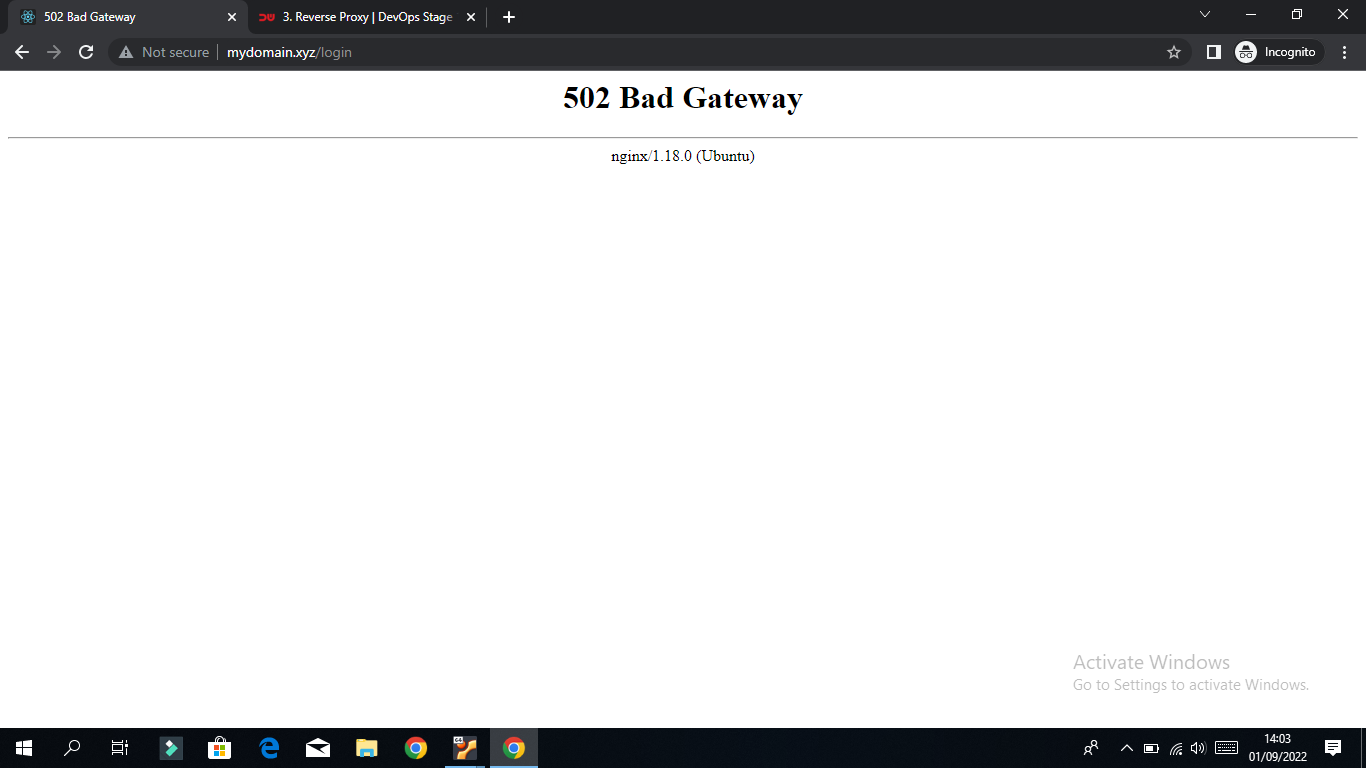 502 Bad Gateway
3. Reverse Proxy | DevOps Stage
Not secure
mydomain.xyz/login
Incognito
502 Bad Gateway
nginx/1.18.0 (Ubuntu)
Activate Windows
Go to Settings to activate Windows.
64
14:03
01/09/2022